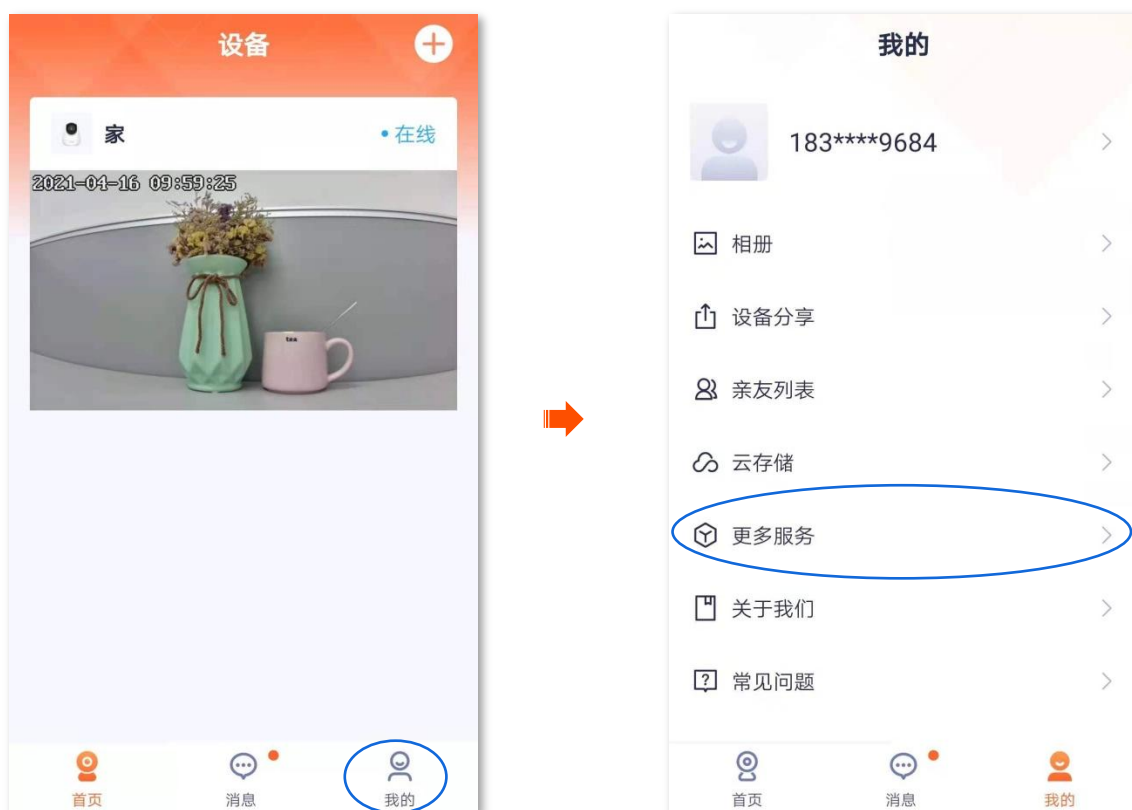 设备
家
在线
2021-04-16 09:59:25
tea
首页
消息
我的
我的
183****9684
相册
设备分享
亲友列表
云存储
更多服务
关于我们
常见问题
首页
消息
我的